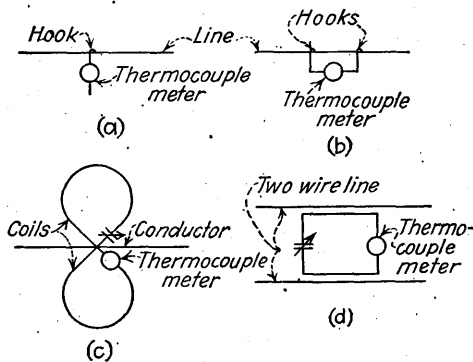 Hook
Line
Hooks
Thermocouple
meter
Thermocouple
meter
(a)
(b)
Coils
Conductor
Thermocouple
meter
(c)
Two wire line
Thermo-
couple
meter
(d)